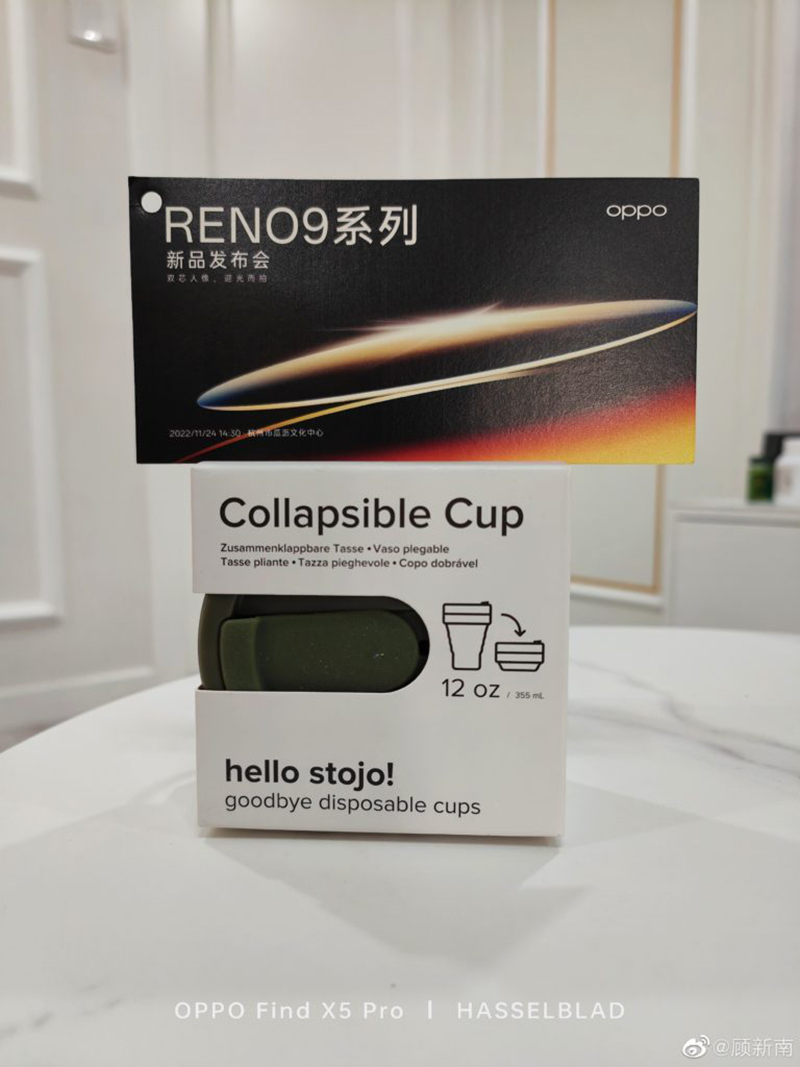 RENO9系列
oppo
新品发布会
双芯人像，迎光而拍
2022/11/24 14:30 杭州市蓝沥文化中心
Collapsible Cup
Zusammenklappbare Tasse • Vaso plegable
Tasse pliante • Tazza pieghevole • Copo dobrável
12 oz / 355 mL
hello stojo!
goodbye disposable cups
OPPO Find X5 Pro | HASSELBLAD
@顾新南